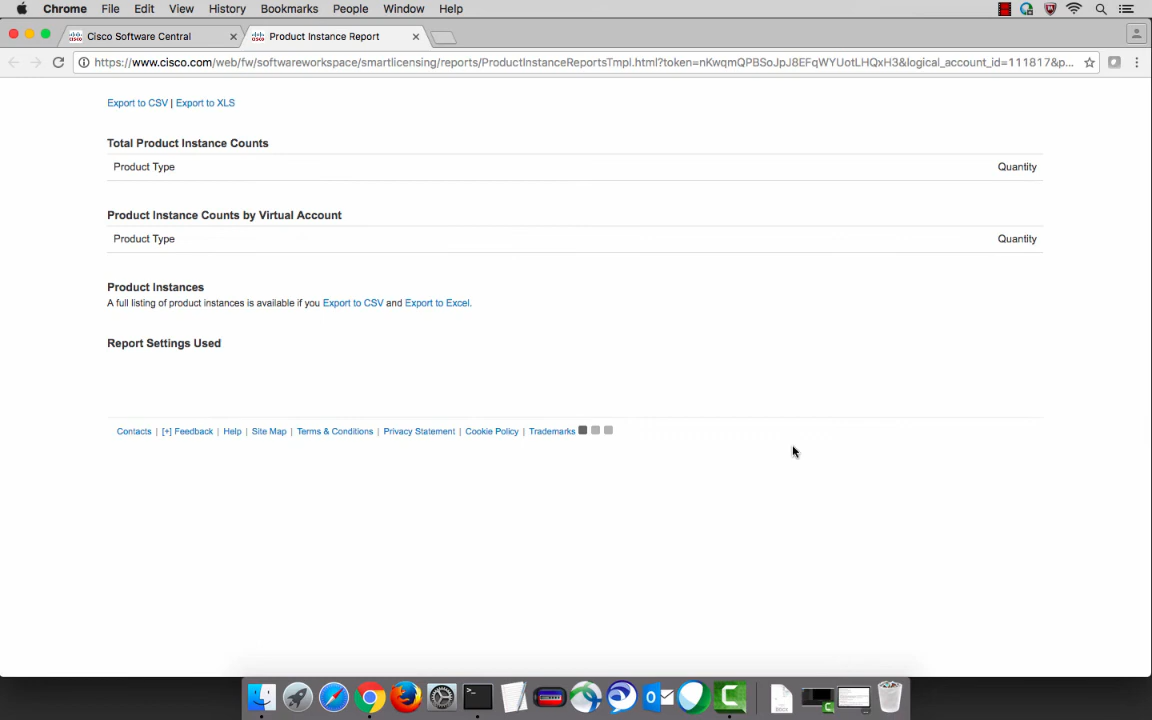 Chrome File Edit View History Bookmarks People Window Help
Cisco Software Central
Product Instance Report
https://www.cisco.com/web/fw/softwareworkspace/smartlicensing/reports/ProductInstanceReportsTmpl.html?token=nKwqmQPBSoJpJ8EFqWYUotLHQxH3&logical_account_id=111817&p...
Export to CSV | Export to XLS
Total Product Instance Counts
Product Type Quantity
Product Instance Counts by Virtual Account
Product Type Quantity
Product Instances
A full listing of product instances is available if you Export to CSV and Export to Excel.
Report Settings Used
Contacts | [+] Feedback | Help | Site Map | Terms & Conditions | Privacy Statement | Cookie Policy | Trademarks